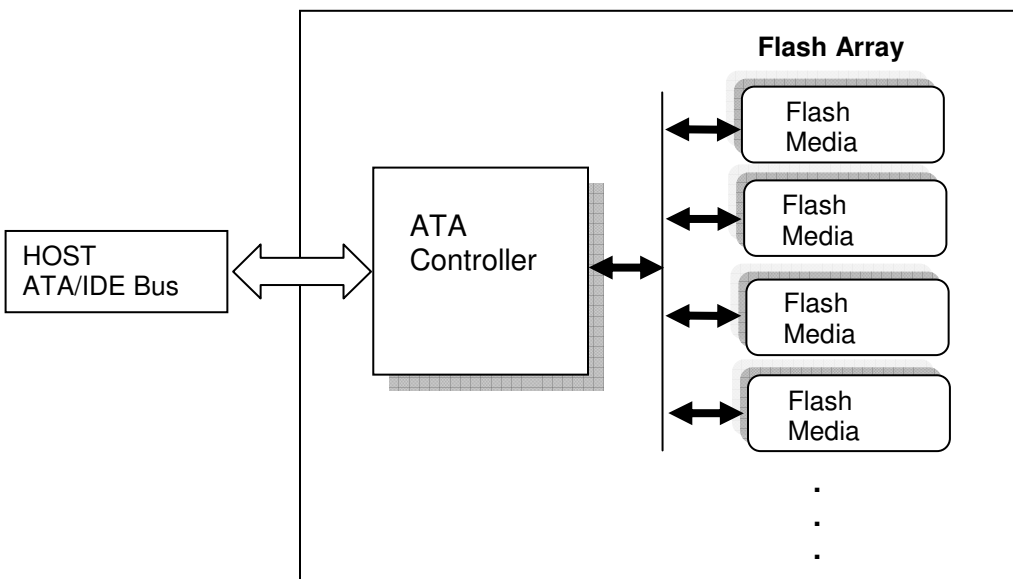 Flash Array
Flash
Media
Flash
Media
HOST
ATA/IDE Bus
ATA
Controller
Flash
Media
Flash
Media
.
.
.